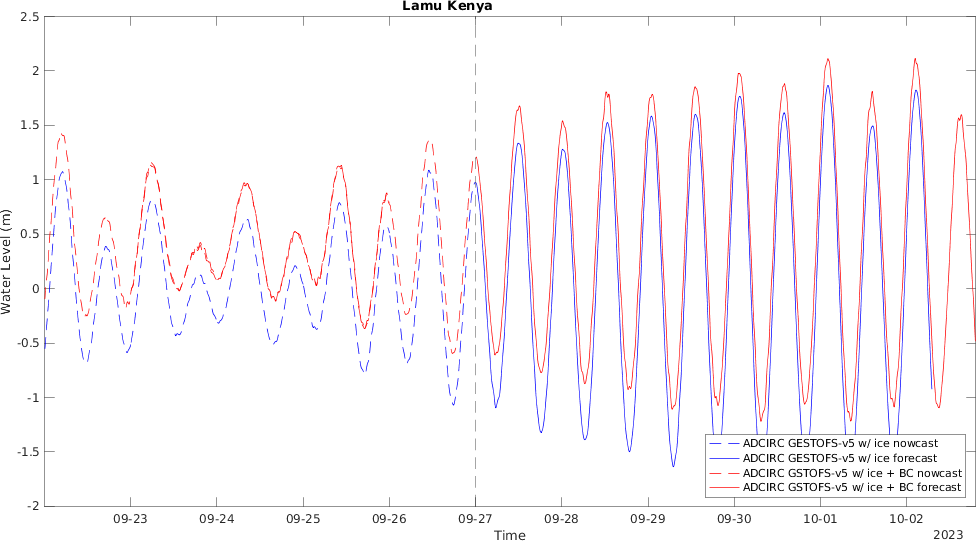 Lamu Kenya
2.5
2
1.5
1
0.5
0
-0.5
-1
-1.5
-2
Water Level (m)
ADCIRC GESTOFS-v5 w/ ice nowcast
ADCIRC GESTOFS-v5 w/ ice forecast
ADCIRC GSTOFS-v5 w/ ice + BC nowcast
ADCIRC GSTOFS-v5 w/ ice + BC forecast
09-23 09-24 09-25 09-26 09-27 09-28 09-29 09-30 10-01 10-02
Time
2023